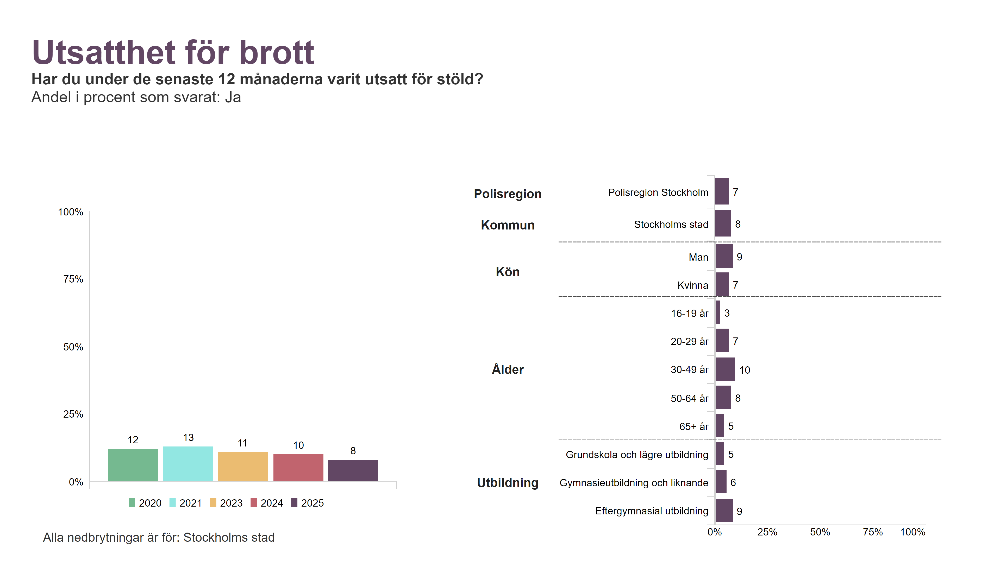 Utsatthet för brott
Har du under de senaste 12 månaderna varit utsatt för stöld?
Andel i procent som svarat: Ja
100%
75%
50%
25%
0%
12
13
11
10
8
2020
2021
2023
2024
2025
Alla nedbrytningar är för: Stockholms stad
Polisregion
Polisregion Stockholm
7
Kommun
Stockholms stad
8
Kön
Man
9
Kvinna
7
Ålder
16-19 år
3
20-29 år
7
30-49 år
10
50-64 år
8
65+ år
5
Utbildning
Grundskola och lägre utbildning
5
Gymnasieutbildning och liknande
6
Eftergymnasial utbildning
9
0%
25%
50%
75%
100%